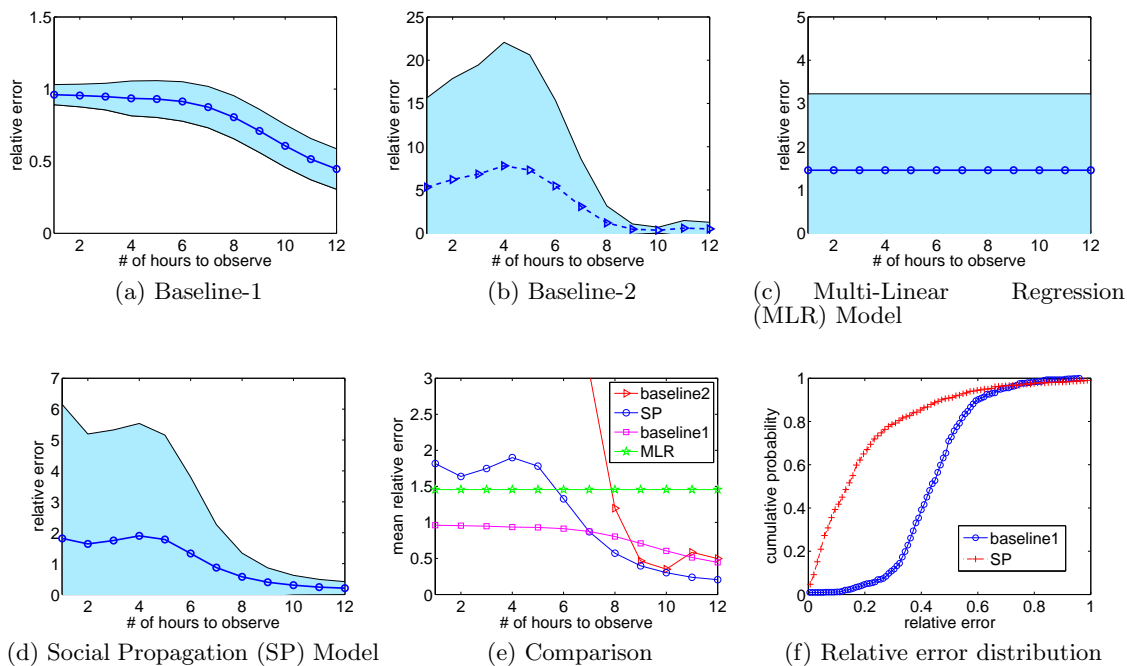 1.5
1
0.5
0
relative error
2 4 6 8 10 12
# of hours to observe
(a) Baseline-1
25
20
15
10
5
0
relative error
2 4 6 8 10 12
# of hours to observe
(b) Baseline-2
5
4
3
2
1
0
relative error
2 4 6 8 10 12
# of hours to observe
(c) Multi-Linear Regression
(MLR) Model
7
6
5
4
3
2
1
0
relative error
2 4 6 8 10 12
# of hours to observe
(d) Social Propagation (SP) Model
3
2.5
2
1.5
1
0.5
0
mean relative error
baseline2
SP
baseline1
MLR
2 4 6 8 10 12
# of hours to observe
(e) Comparison
1
0.8
0.6
0.4
0.2
0
cumulative probability
baseline1
SP
0 0.2 0.4 0.6 0.8 1
relative error
(f) Relative error distribution